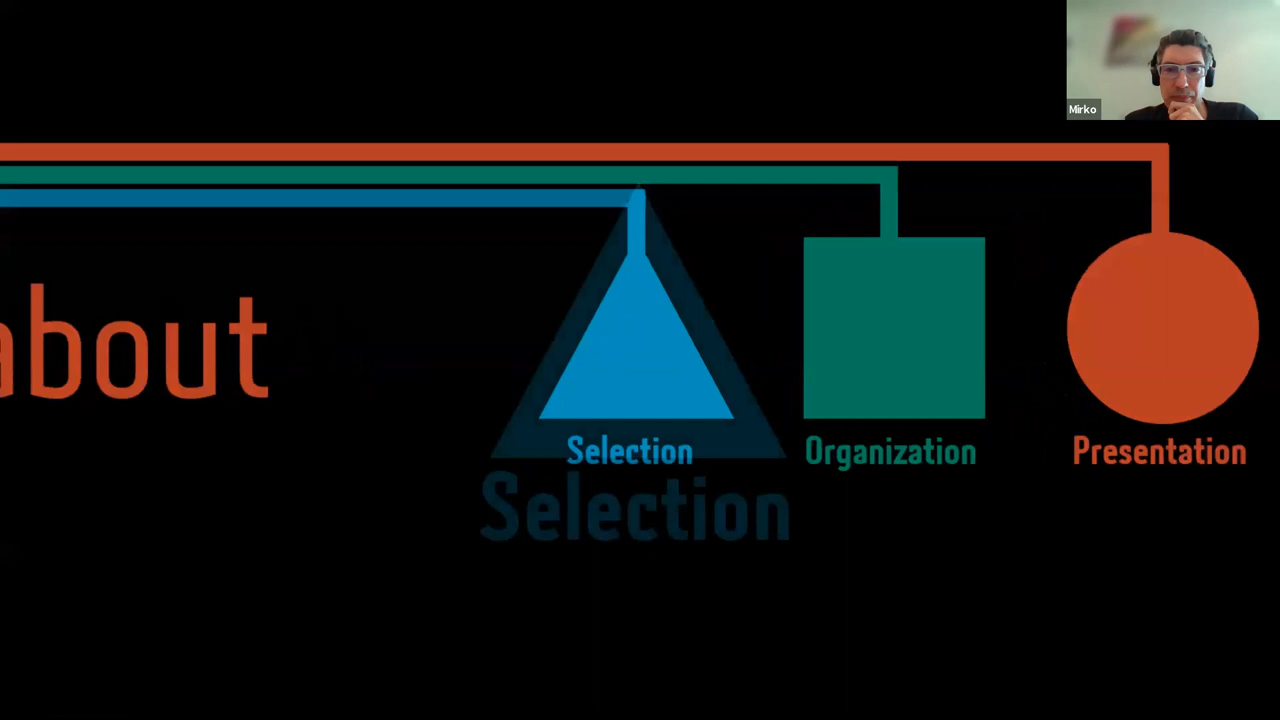 Mirko
about
Selection
Organization
Presentation
Selection